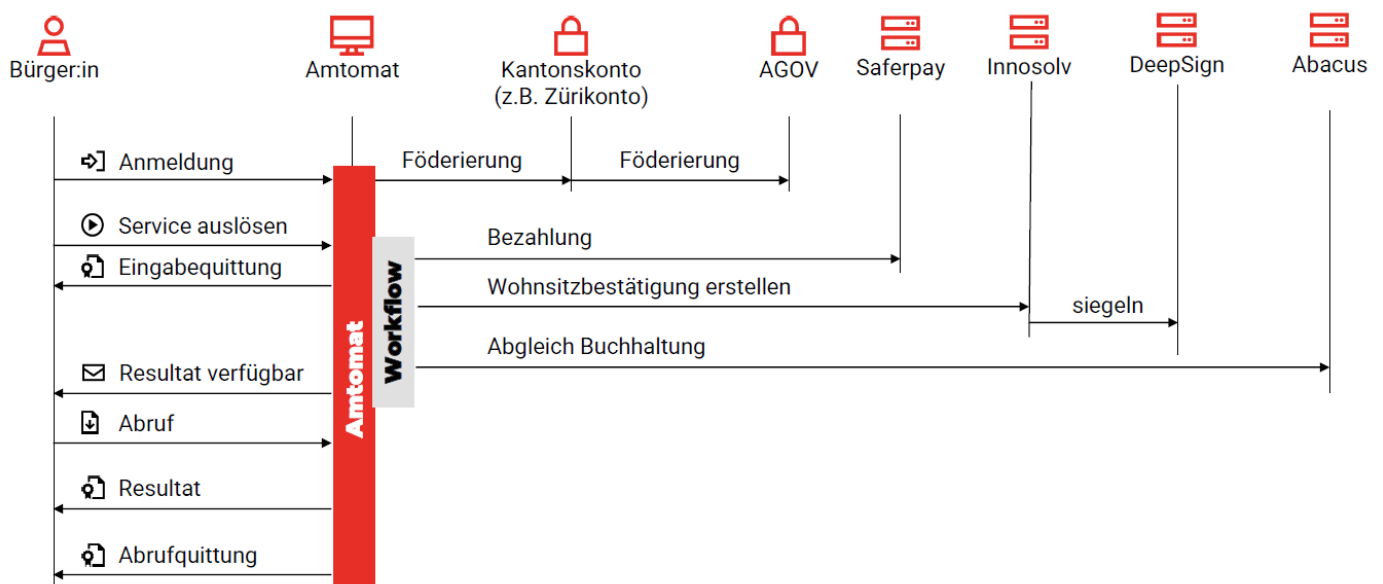 Bürger:in
Amtomat
Kantonskonto
(z.B. Zürikonto)
AGOV
Saferpay
Innosolv
DeepSign
Abacus
Anmeldung
Föderierung
Föderierung
Service auslösen
Bezahlung
Eingabequittung
Wohnsitzbestätigung erstellen
siegeln
Workflow
Amtomat
Abgleich Buchhaltung
Resultat verfügbar
Abruf
Resultat
Abrufquittung